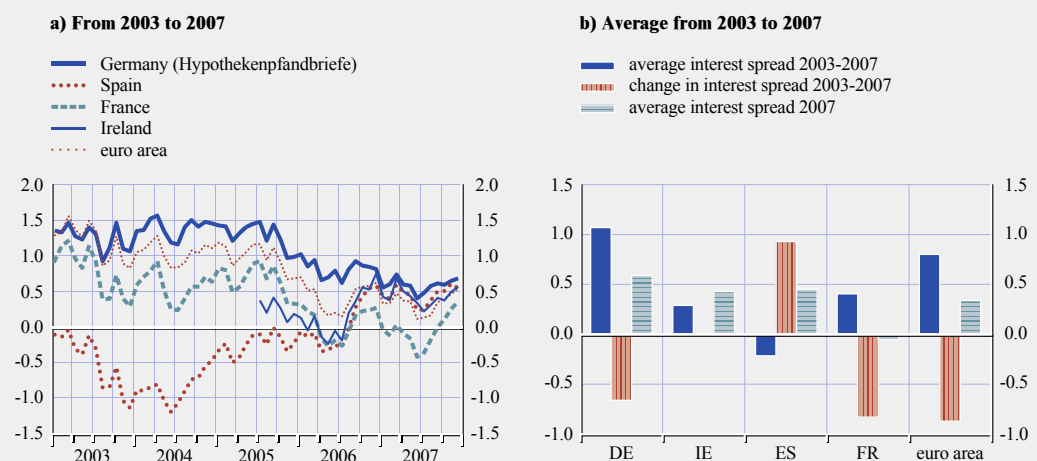 a) From 2003 to 2007
Germany (Hypothekenpfandbriefe)
Spain
France
Ireland
euro area
2.0
1.5
1.0
0.5
0.0
-0.5
-1.0
-1.5
2.0
1.5
1.0
0.5
0.0
-0.5
-1.0
-1.5
2003 2004 2005 2006 2007
b) Average from 2003 to 2007
average interest spread 2003-2007
change in interest spread 2003-2007
average interest spread 2007
1.5
1.0
0.5
0.0
-0.5
-1.0
1.5
1.0
0.5
0.0
-0.5
-1.0
DE IE ES FR euro area